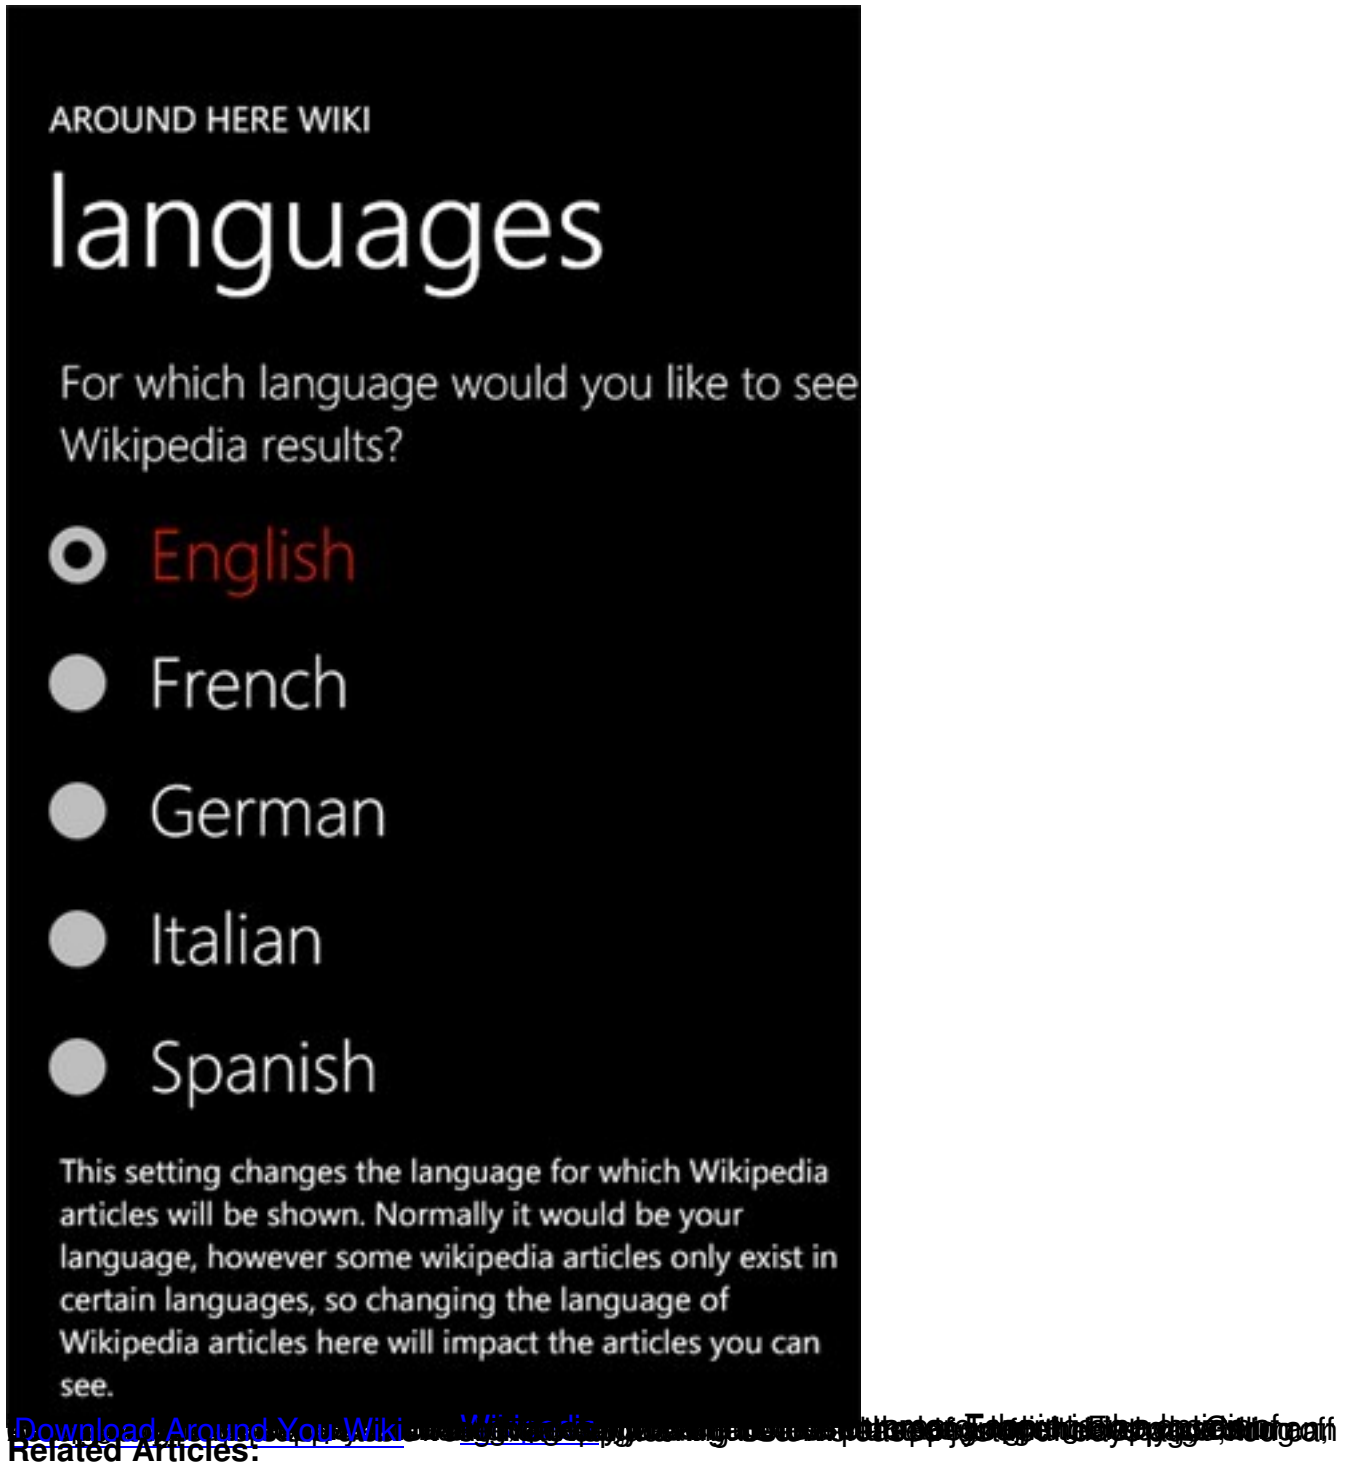 AROUND HERE WIKI
languages
For which language would you like to see
Wikipedia results?
English
French
German
Italian
Spanish
This setting changes the language for which Wikipedia
articles will be shown. Normally it would be your
language, however some wikipedia articles only exist in
certain languages, so changing the language of
Wikipedia articles here will impact the articles you can
see.
Download Around You Wiki
Wikipedia
Related Articles: